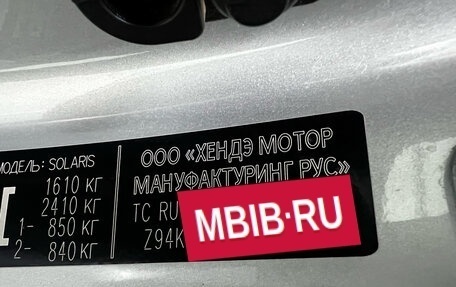 МОДЕЛЬ: SOLARIS
1610 КГ
2410 КГ
1- 850 КГ
2- 840 КГ
ООО «ХЕНДЭ МОТОР
МАНУФАКТУРИНГ РУС»
TC RU
Z94K
MBIB·RU